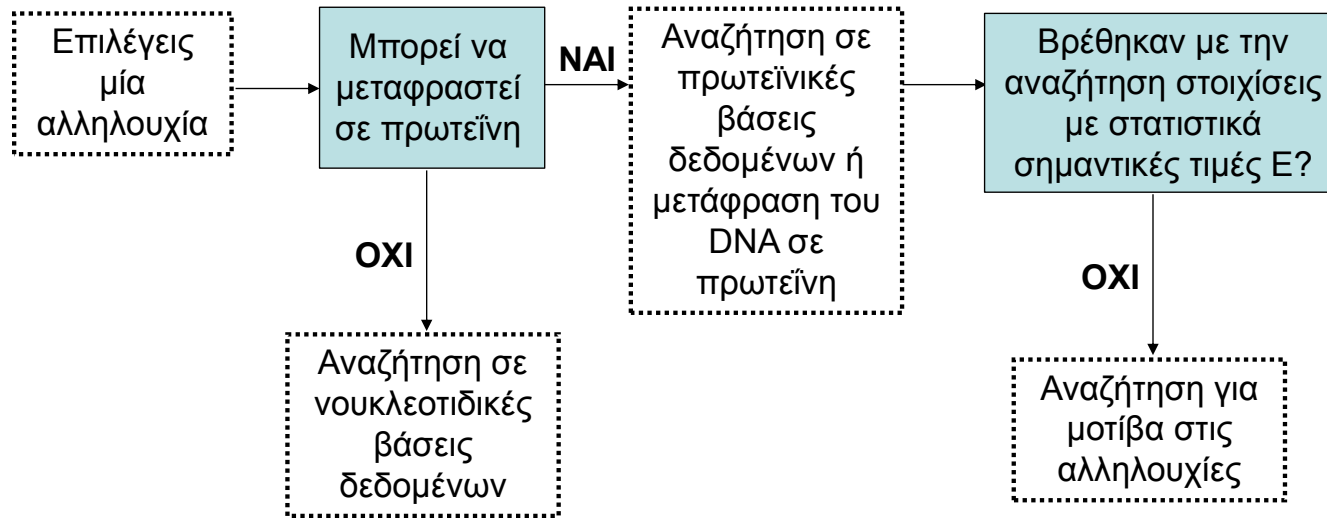 Επιλέγεις
μία
αλληλουχία
Μπορεί να
μεταφραστεί
σε πρωτεΐνη
ΝΑΙ
Αναζήτηση σε
πρωτεϊνικές
βάσεις
δεδομένων ή
μετάφραση του
DNA σε
πρωτεΐνη
Βρέθηκαν με την
αναζήτηση στοιχίσεις
με στατιστικά
σημαντικές τιμές Ε?
ΟΧΙ
Αναζήτηση σε
νουκλεοτιδικές
βάσεις
δεδομένων
ΟΧΙ
Αναζήτηση για
μοτίβα στις
αλληλουχίες